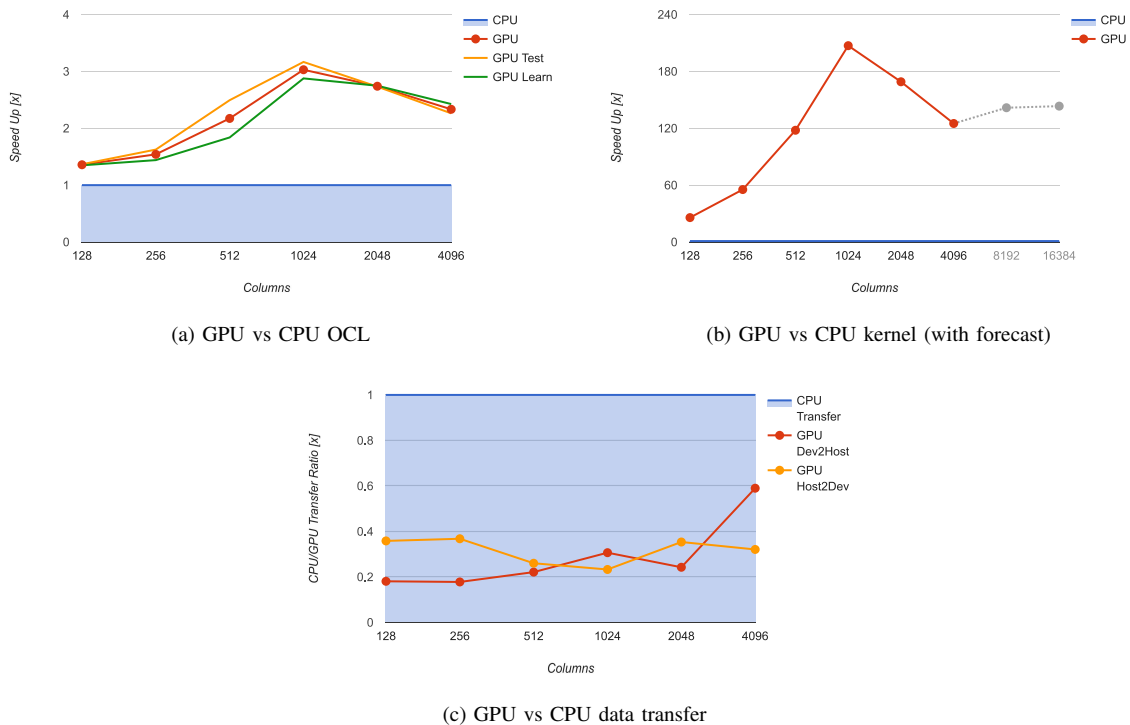 4
3
2
1
0
Speed Up [x]
128 256 512 1024 2048 4096
Columns
CPU
GPU
GPU Test
GPU Learn
(a) GPU vs CPU OCL
240
180
120
60
0
Speed Up [x]
128 256 512 1024 2048 4096 8192 16384
Columns
CPU
GPU
(b) GPU vs CPU kernel (with forecast)
1
0,8
0,6
0,4
0,2
0
CPU/GPU Transfer Ratio [x]
128 256 512 1024 2048 4096
Columns
CPU
Transfer
GPU
Dev2Host
GPU
Host2Dev
(c) GPU vs CPU data transfer